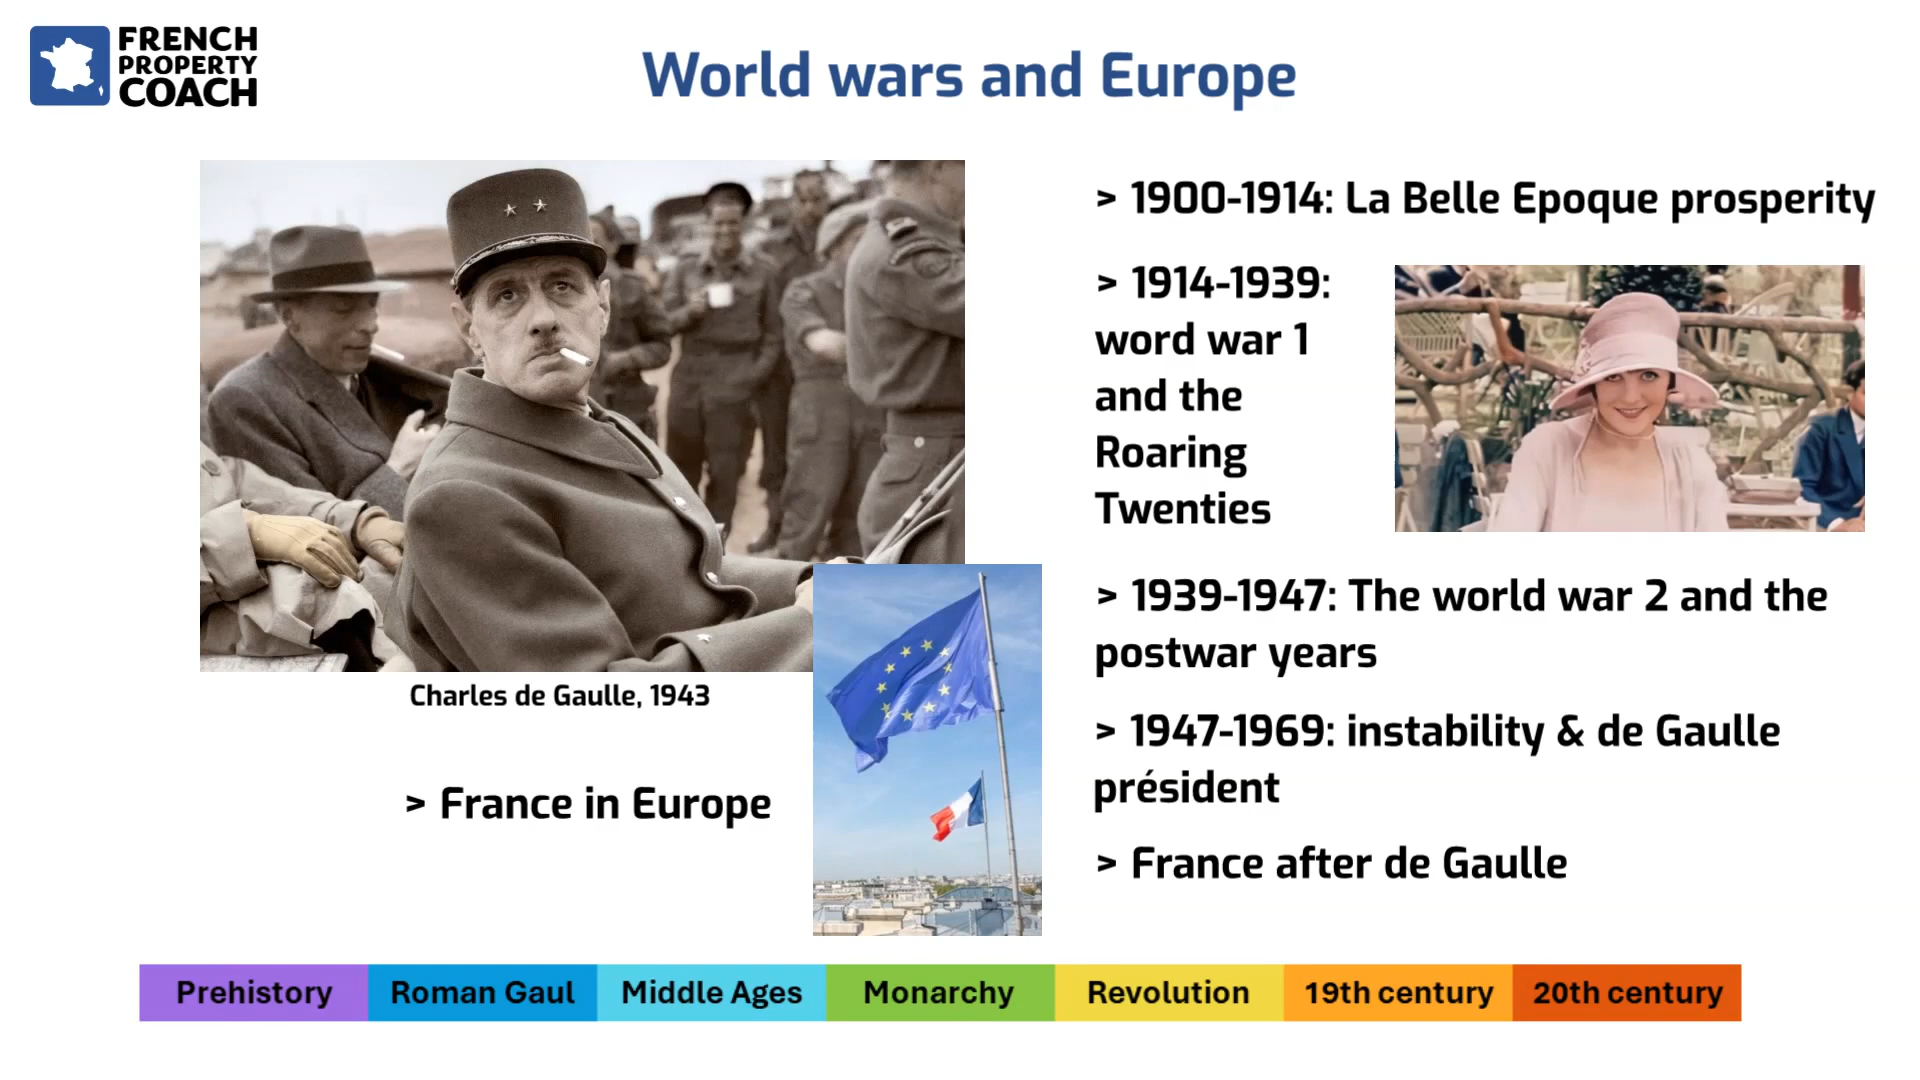 FRENCH
PROPERTY
COACH
World wars and Europe
> 1900-1914: La Belle Epoque prosperity
> 1914-1939:
word war 1
and the
Roaring
Twenties
> 1939-1947: The world war 2 and the
postwar years
> 1947-1969: instability & de Gaulle
président
> France after de Gaulle
Charles de Gaulle, 1943
> France in Europe
Prehistory
Roman Gaul
Middle Ages
Monarchy
Revolution
19th century
20th century